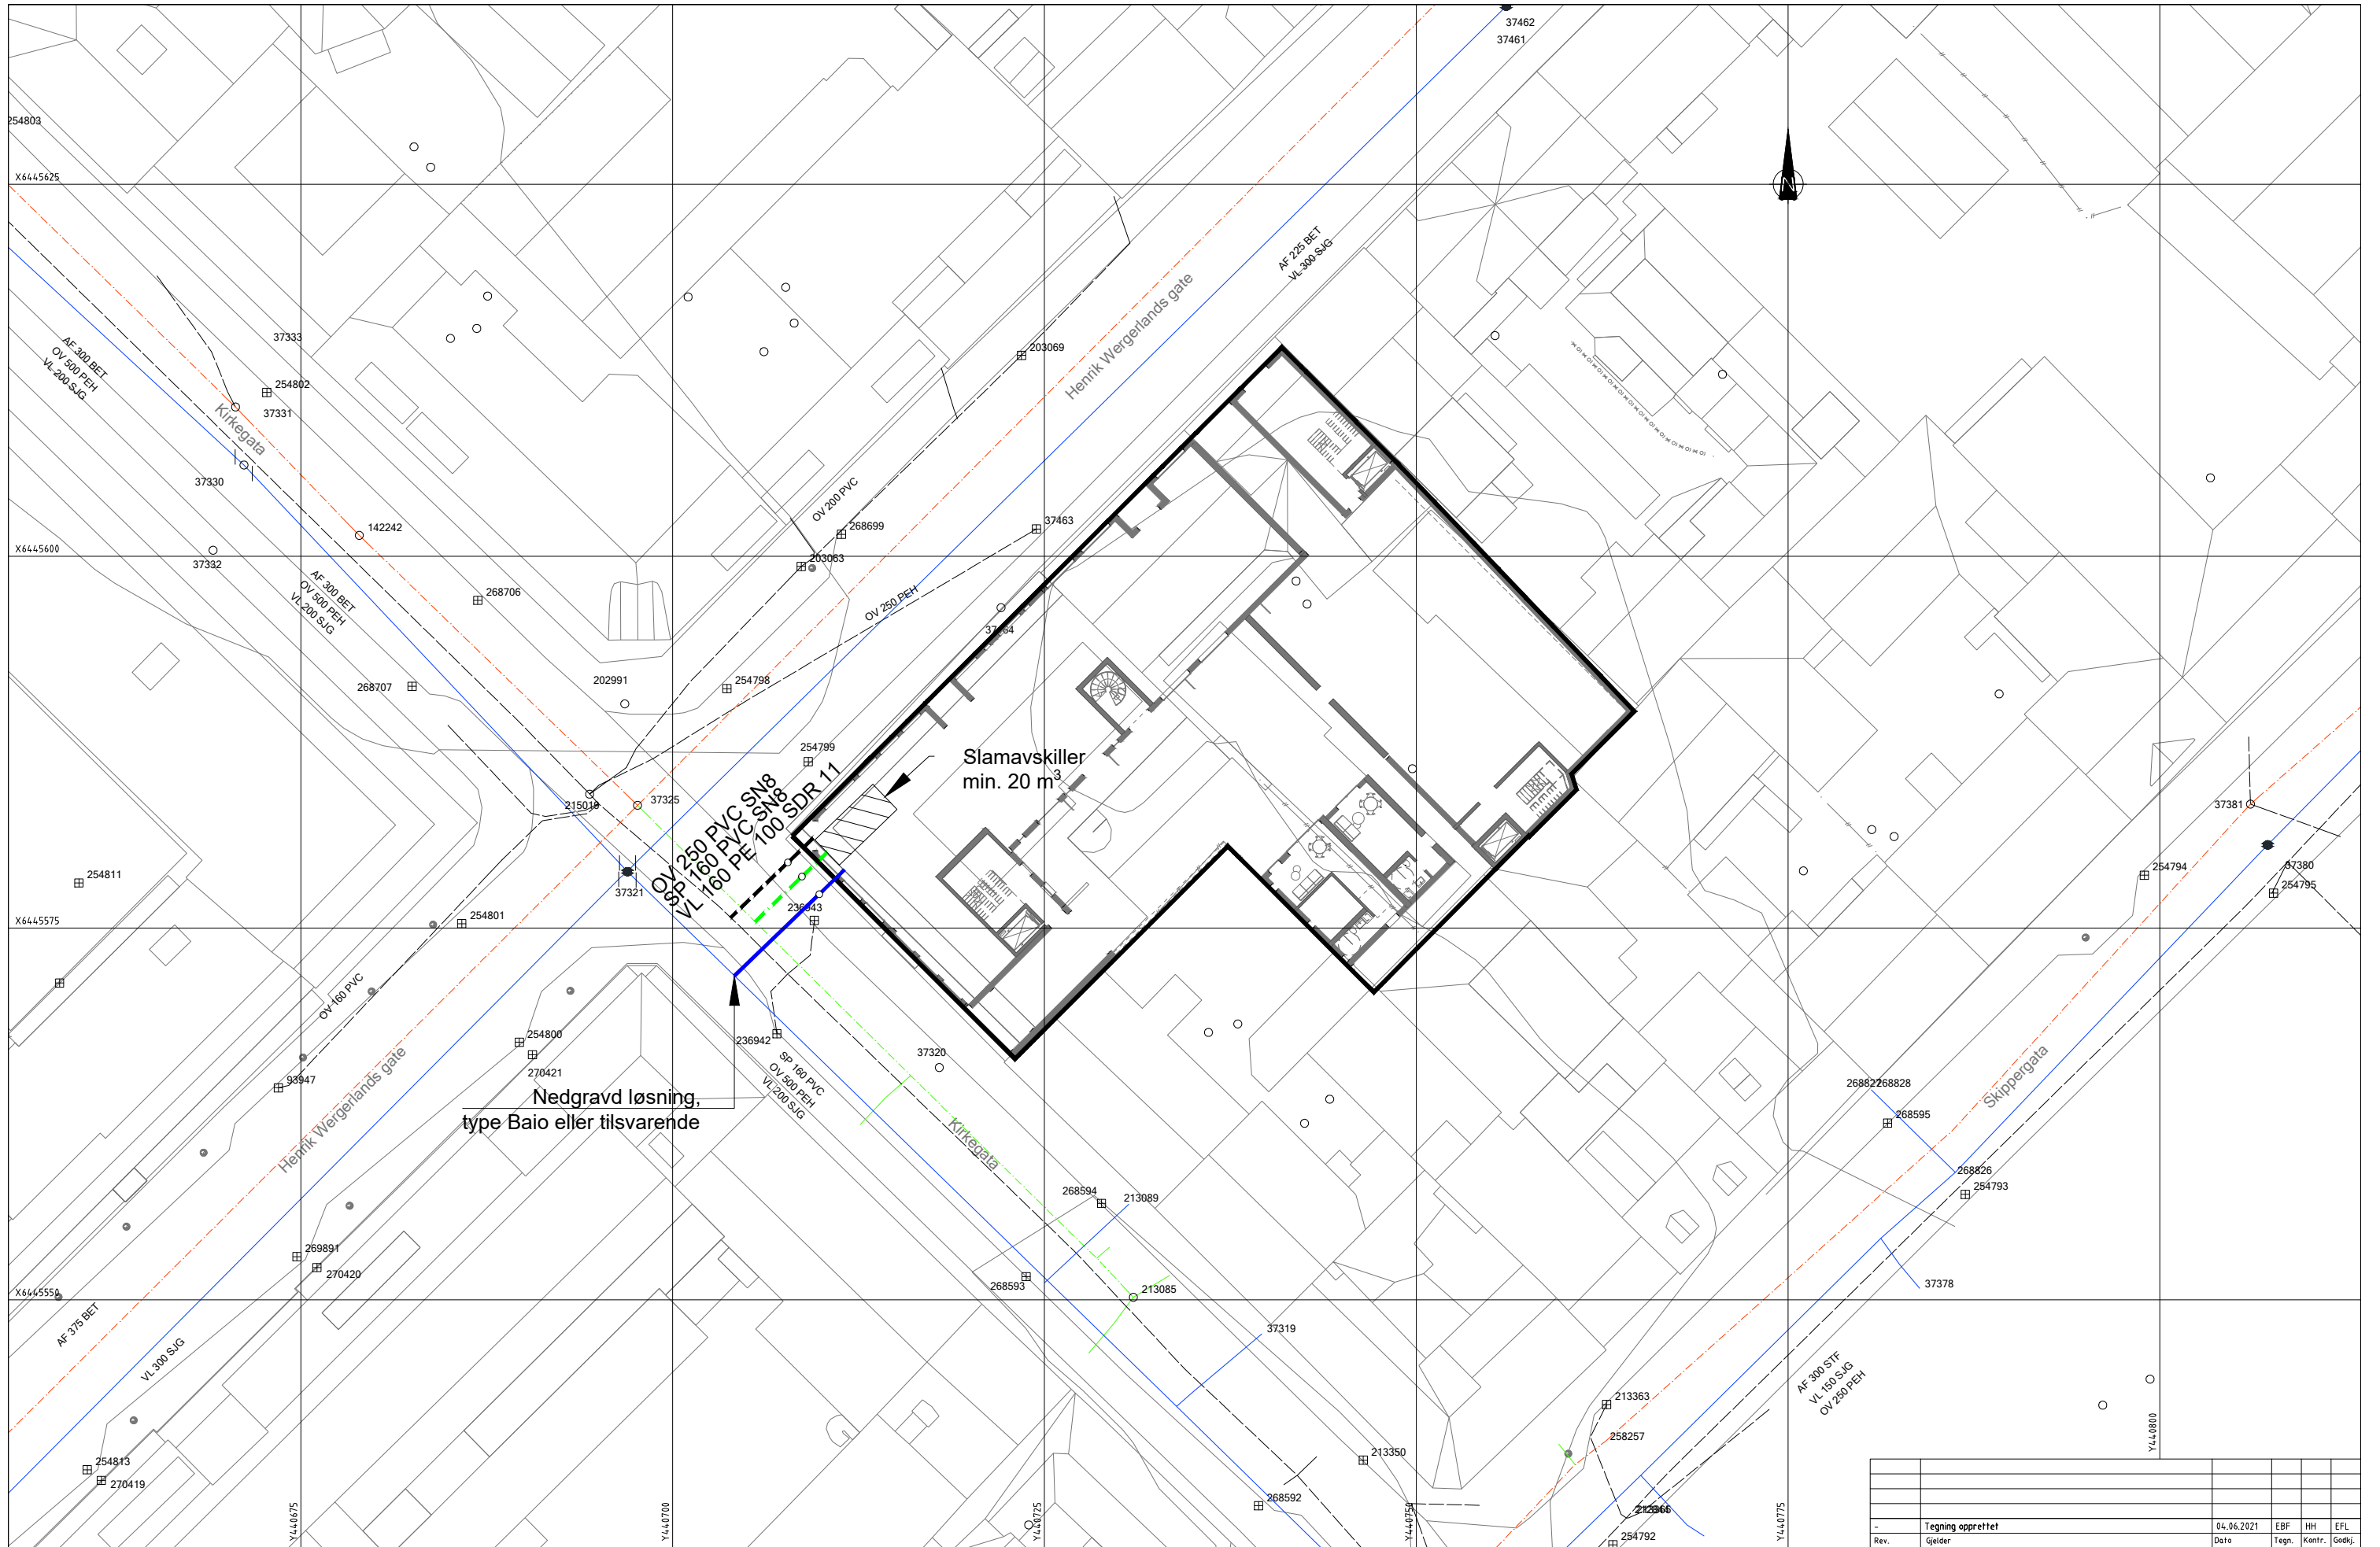 37462
37461
254803
X6445625
N
AF 225 BET
VL 300 SJG
Henrik Wergerlands gate
37333
203069
AF 300 BET
OV 500 PEH
VL 200 SJG
254802
37331
Kirkegata
37330
OV 200 PVC
268699
37463
142242
X6445600
37332
203063
AF 300 BET
OV 500 PEH
VL 200 SJG
268706
OV 250 PEH
37464
202991
268707
254798
254799
Slamavskiller
min. 20 m3
OV 250 PVC SN8
SP 160 PVC SN8
VL 160 PE 100 SDR 11
215019
37325
37381
37321
254811
254794
37380
254795
236943
254801
X6445575
OV 160 PVC
254800
236942
270421
37320
SP 160 PVC
OV 500 PEH
VL 200 SJG
93947
Henrik Wergerlands gate
Nedgravd løsning,
type Baio eller tilsvarende
Kirkegata
Skippergata
268827
268828
268595
268826
254793
268594
213089
269891
270420
268593
213085
37378
X6445550
AF 375 BET
VL 300 SJG
37319
AF 300 STF
VL 150 SJG
OV 250 PEH
213363
258257
213350
254813
270419
268592
254792
Y440675
Y440700
Y440725
Y440750
Y440775
Y440800
- Tegning opprettet 04.06.2021 EBF HH EFL
Rev. Gjelder Dato Tegn. Kontr. Godkj.